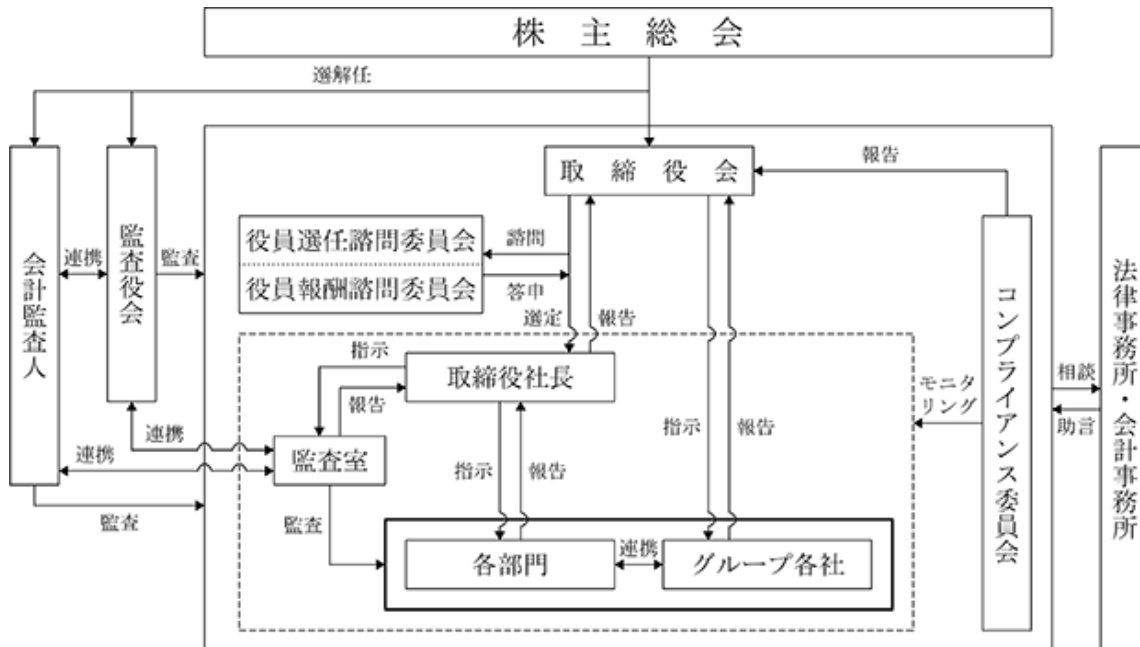 株主総会
選解任
取締役会
報告
会計監査人
連携
監査役会
監査
役員選任諮問委員会
役員報酬諮問委員会
諮問
答申
選定
報告
指示
取締役社長
報告
モニタ
リング
コンプライアンス委員会
相談
助言
法律事務所・会計事務所
連携
連携
監査室
指示
報告
指示
報告
監査
監査
各部門
連携
グループ各社